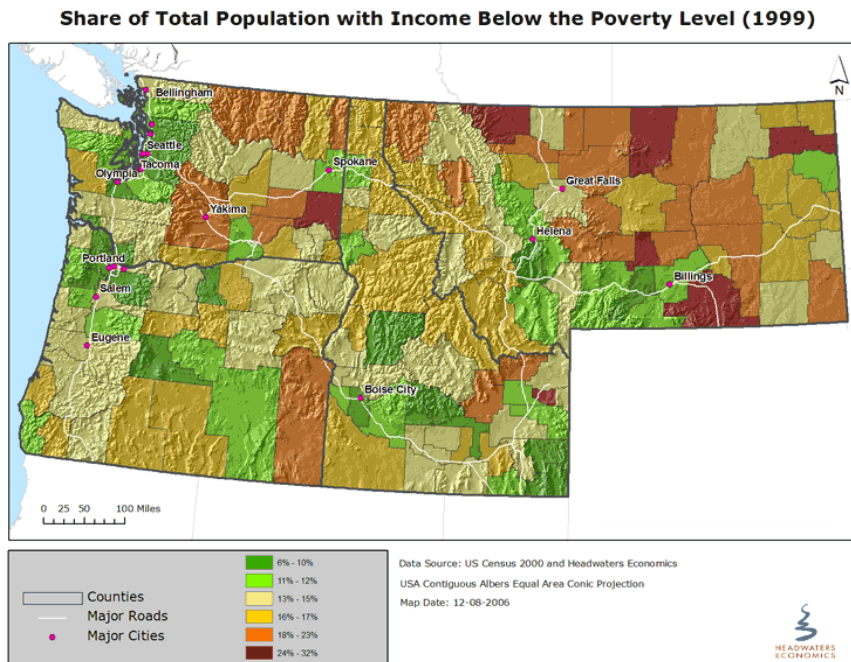 Share of Total Population with Income Below the Poverty Level (1999)
N
Bellingham
Seattle
Tacoma
Olympia
Spokane
Yakima
Great Falls
Helena
Portland
Billings
Salem
Eugene
Boise City
0 25 50 100 Miles
Counties
Major Roads
Major Cities
6% - 10%
11% - 12%
13% - 15%
16% - 17%
18% - 23%
24% - 32%
Data Source: US Census 2000 and Headwaters Economics
USA Contiguous Albers Equal Area Conic Projection
Map Date: 12-08-2006
HEADWATERS
ECONOMICS